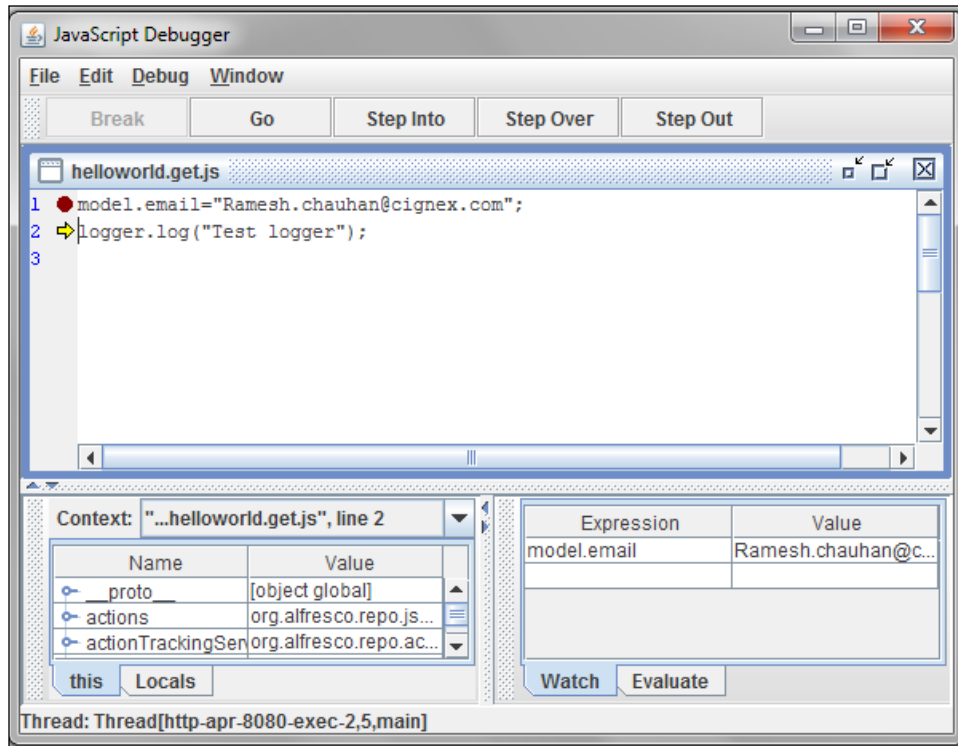 JavaScript Debugger
File Edit Debug Window
Break Go Step Into Step Over Step Out
helloworld.get.js
1 model.email="Ramesh.chauhan@cignex.com";
2 logger.log("Test logger");
3
Context: "...helloworld.get.js", line 2
Name Value
__proto__ [object global]
actions org.alfresco.repo.js...
actionTrackingSer org.alfresco.repo.ac...
this Locals
Expression Value
model.email Ramesh.chauhan@c...
Watch Evaluate
Thread: Thread[http-apr-8080-exec-2,5,main]